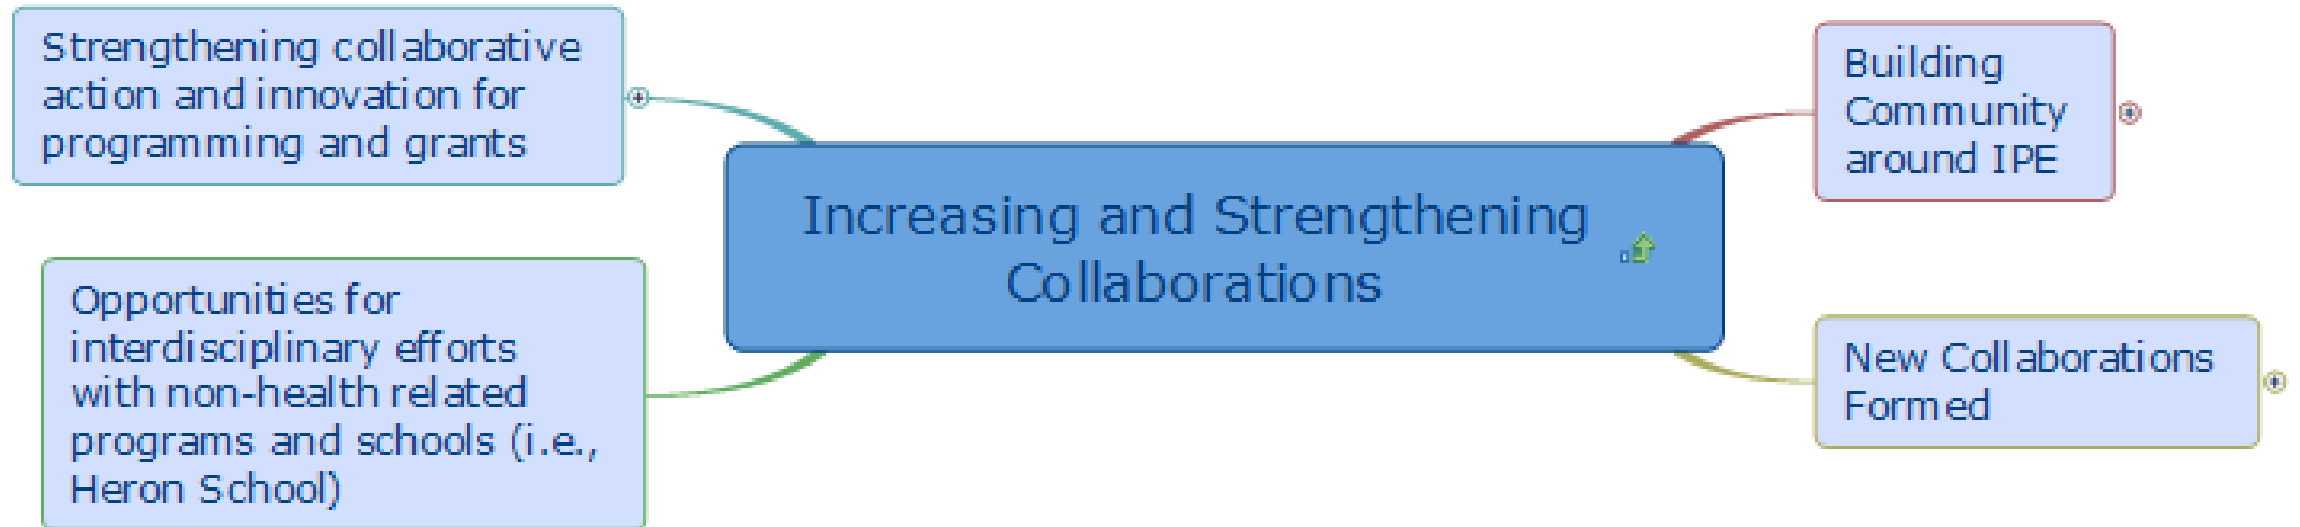 Strengthening collaborative
action and innovation for
programming and grants
Opportunities for
interdisciplinary efforts
with non-health related
programs and schools (i.e.,
Heron School)
Increasing and Strengthening
Collaborations
Building
Community
around IPE
New Collaborations
Formed